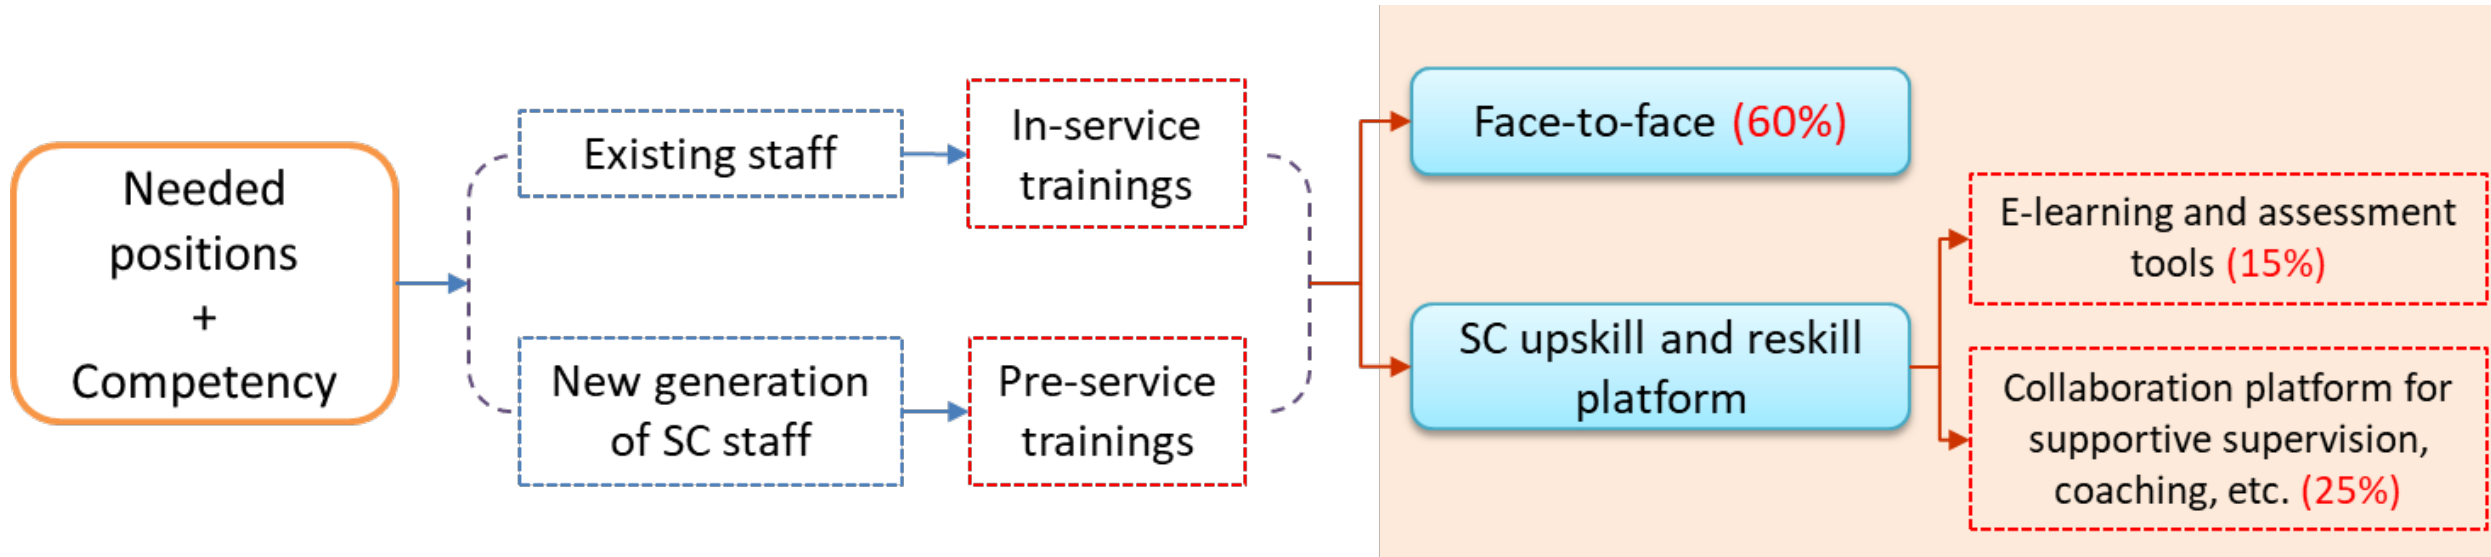 Needed
positions
+
Competency
Existing staff
In-service
trainings
New generation
of SC staff
Pre-service
trainings
Face-to-face (60%)
SC upskill and reskill
platform
E-learning and assessment
tools (15%)
Collaboration platform for
supportive supervision,
coaching, etc. (25%)